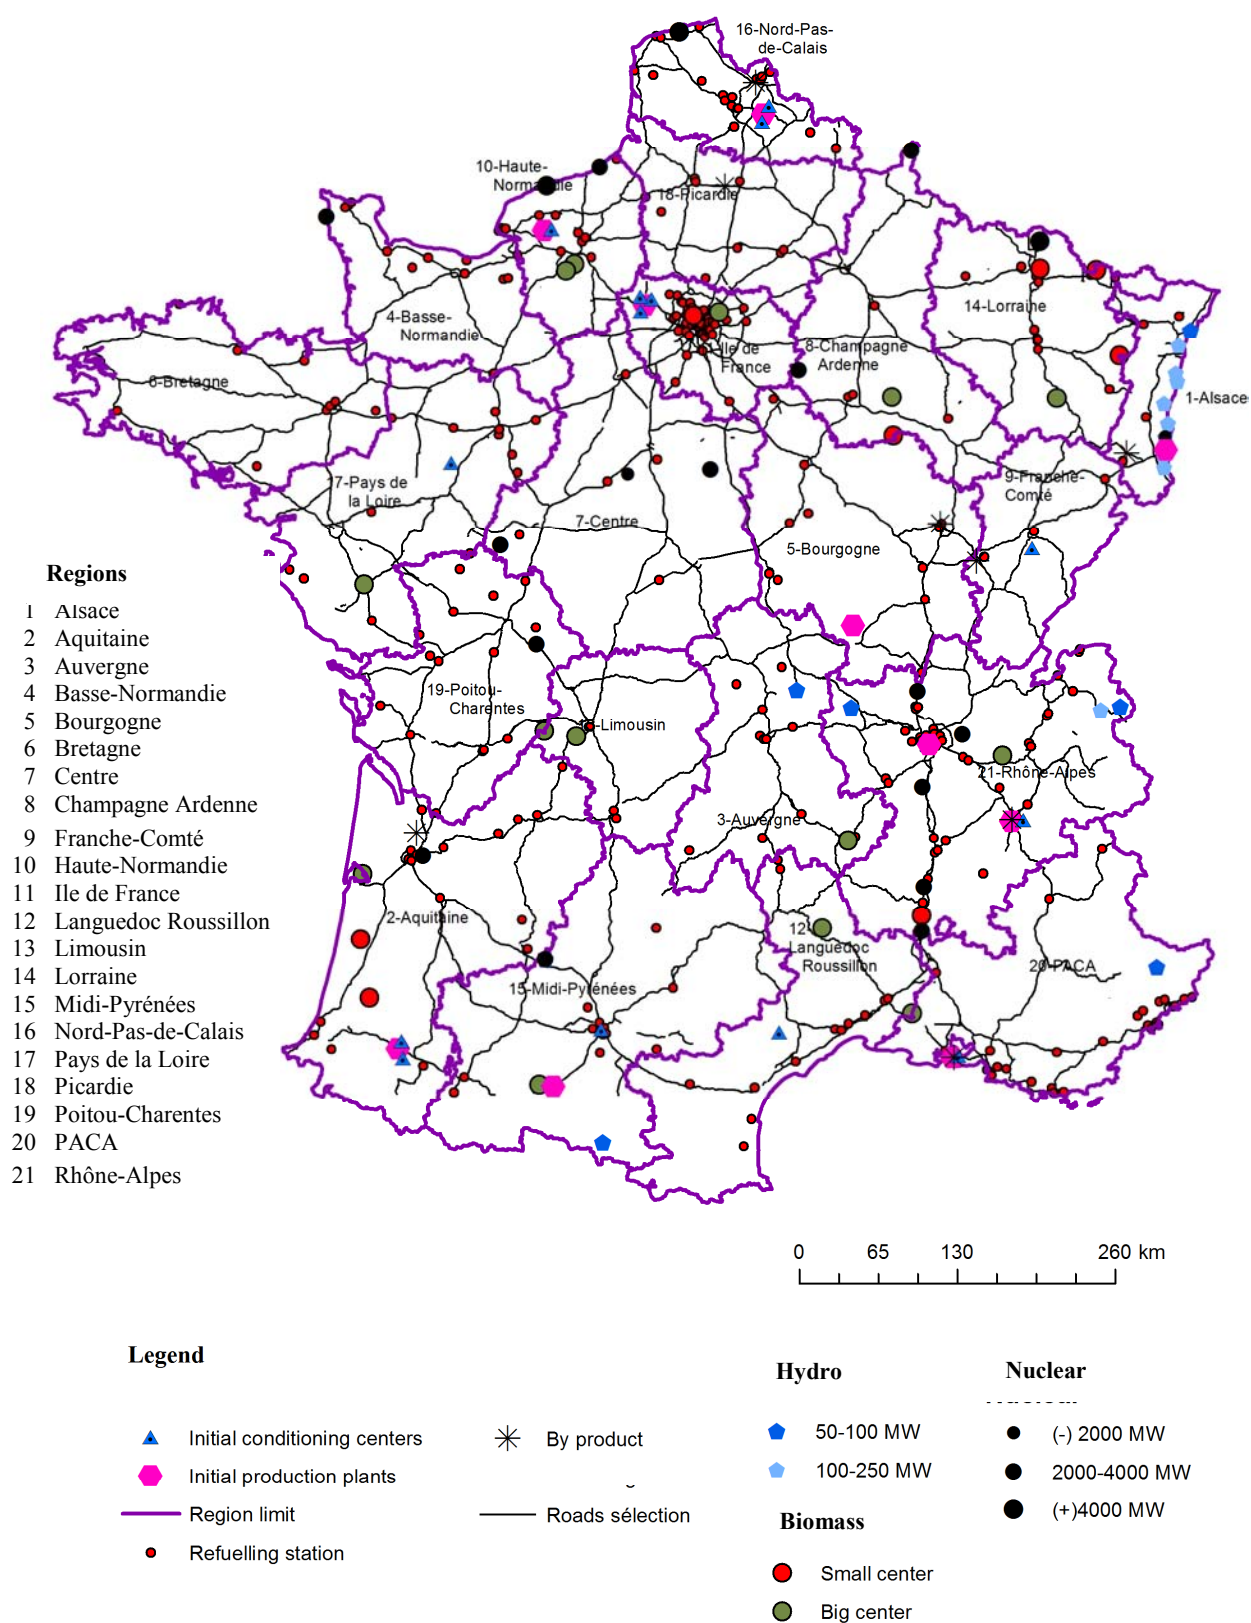 16-Nord-Pas-
de-Calais
10-Haute-
Normandie
18-Picardie
14-Lorraine
4-Basse-
Normandie
Ile de
France
8-Champagne
Ardenne
6-Bretagne
1-Alsace
7-Pays de
la Loire
9-Franche-
Comté
7-Centre
5-Bourgogne
Regions
1 Alsace
2 Aquitaine
3 Auvergne
4 Basse-Normandie
5 Bourgogne
6 Bretagne
7 Centre
8 Champagne Ardenne
9 Franche-Comté
10 Haute-Normandie
11 Ile de France
12 Languedoc Roussillon
13 Limousin
14 Lorraine
15 Midi-Pyrénées
16 Nord-Pas-de-Calais
17 Pays de la Loire
18 Picardie
19 Poitou-Charentes
20 PACA
21 Rhône-Alpes
19-Poitou-
Charentes
-Limousin
21-Rhône-Alpes
3-Auvergne
2-Aquitaine
12-
Languedoc
Roussillon
20-PACA
15-Midi-Pyrénées
0 65 130 260 km
Legend
Initial conditioning centers
Initial production plants
Region limit
Refuelling station
By product
Roads sélection
Hydro
50-100 MW
100-250 MW
Biomass
Small center
Big center
Nuclear
(-) 2000 MW
2000-4000 MW
(+)4000 MW